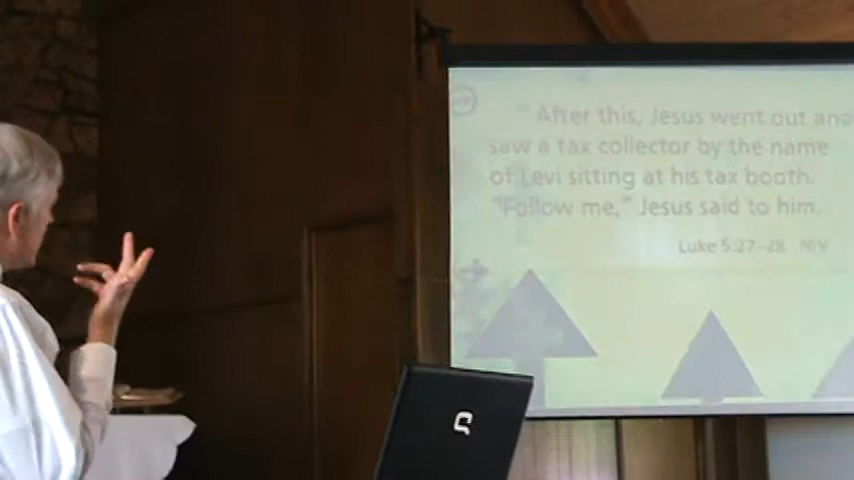 After this, Jesus went out and
saw a tax collector by the name
of Levi sitting at his tax booth.
"Follow me," Jesus said to him.
Luke 5:27-28 NIV